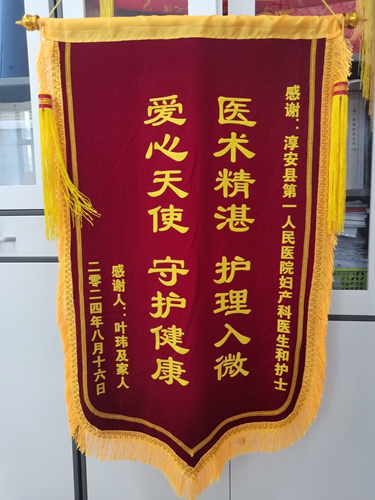 感谢：淳安县第一人民医院妇产科医生和护士
医术精湛 护理入微
爱心天使 守护健康
感谢人：叶玮及家人
二零二四年八月十六日